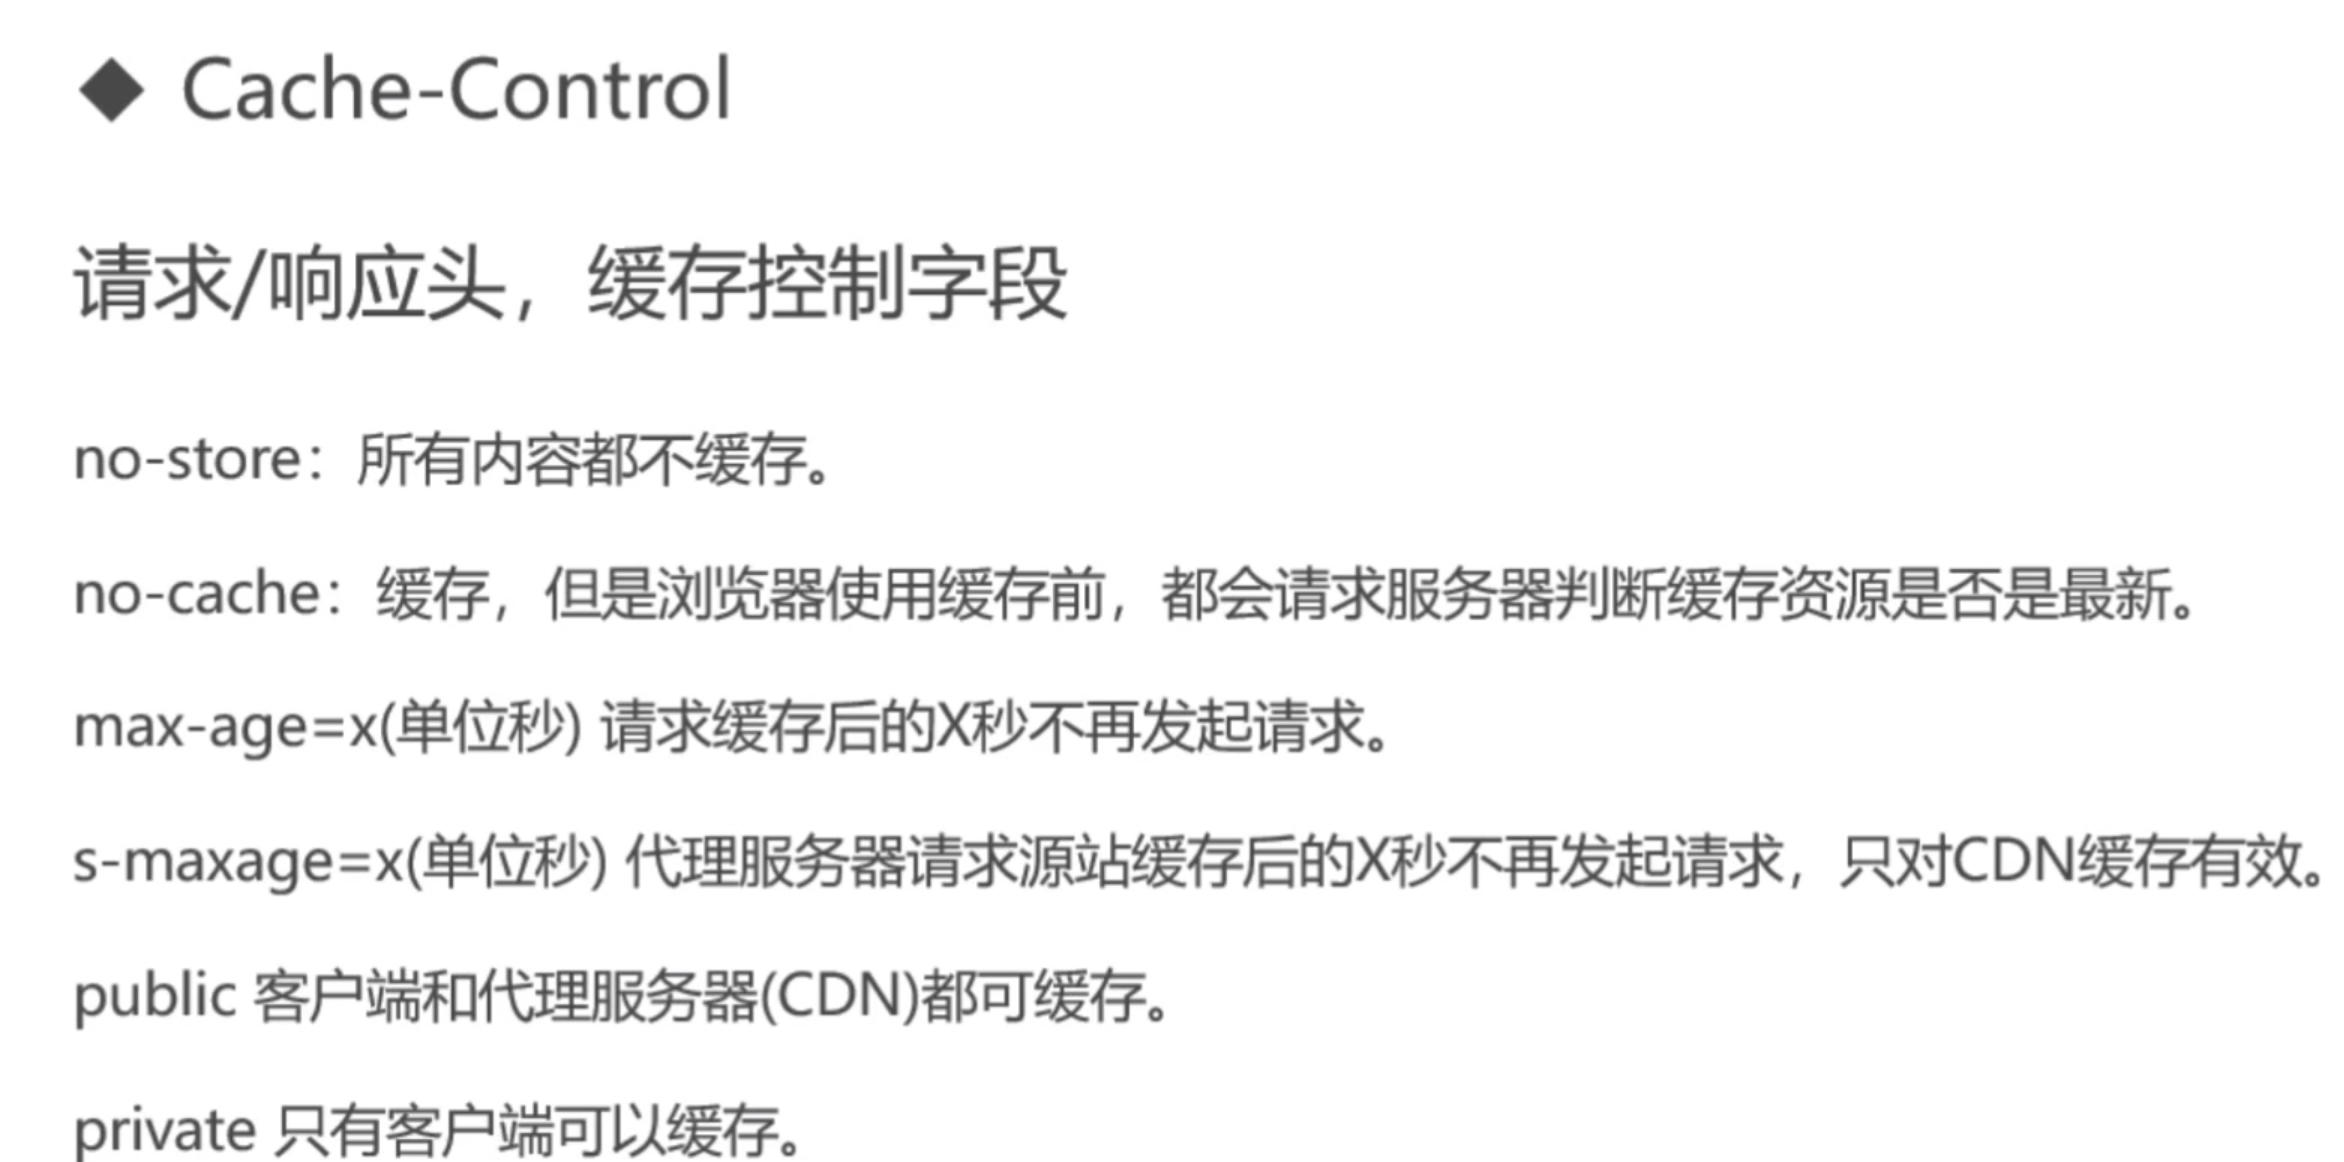 ◆ Cache-Control
请求/响应头，缓存控制字段
no-store：所有内容都不缓存。
no-cache：缓存，但是浏览器使用缓存前，都会请求服务器判断缓存资源是否是最新。
max-age=x(单位秒) 请求缓存后的X秒不再发起请求。
s-maxage=x(单位秒) 代理服务器请求源站缓存后的X秒不再发起请求，只对CDN缓存有效。
public 客户端和代理服务器(CDN)都可缓存。
private 只有客户端可以缓存。